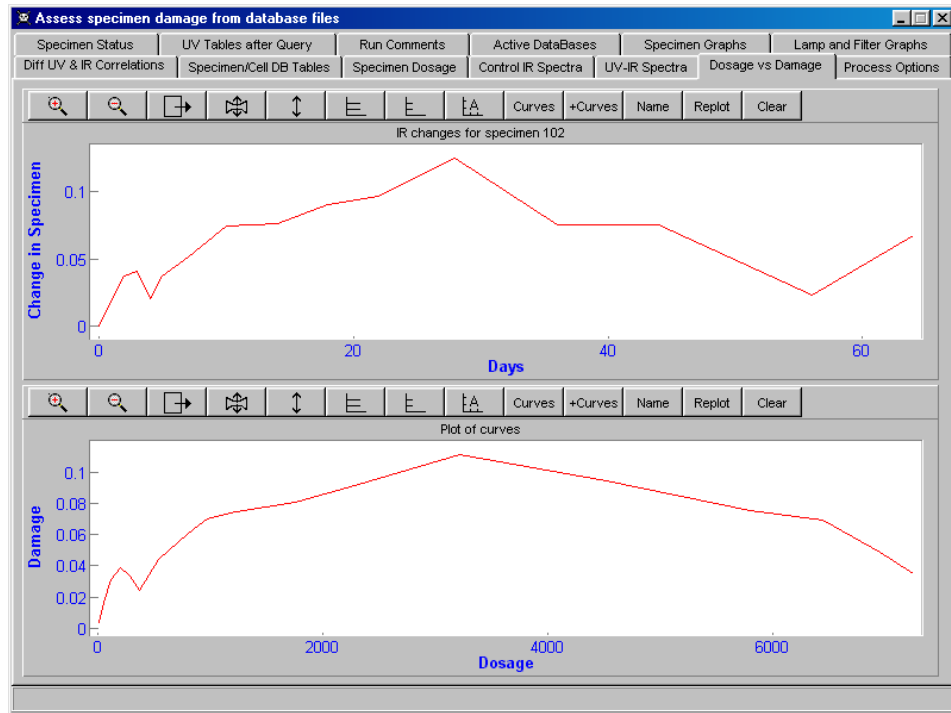 Assess specimen damage from database files
Specimen Status UV Tables after Query Run Comments Active DataBases Specimen Graphs Lamp and Filter Graphs
Diff UV & IR Correlations Specimen/Cell DB Tables Specimen Dosage Control IR Spectra UV-IR Spectra Dosage vs Damage Process Options
A Curves +Curves Name Replot Clear
IR changes for specimen 102
Change in Specimen
0.1
0.05
0
0 20 40 60
Days
A Curves +Curves Name Replot Clear
Plot of curves
Damage
0.1
0.08
0.06
0.04
0.02
0
0 2000 4000 6000
Dosage